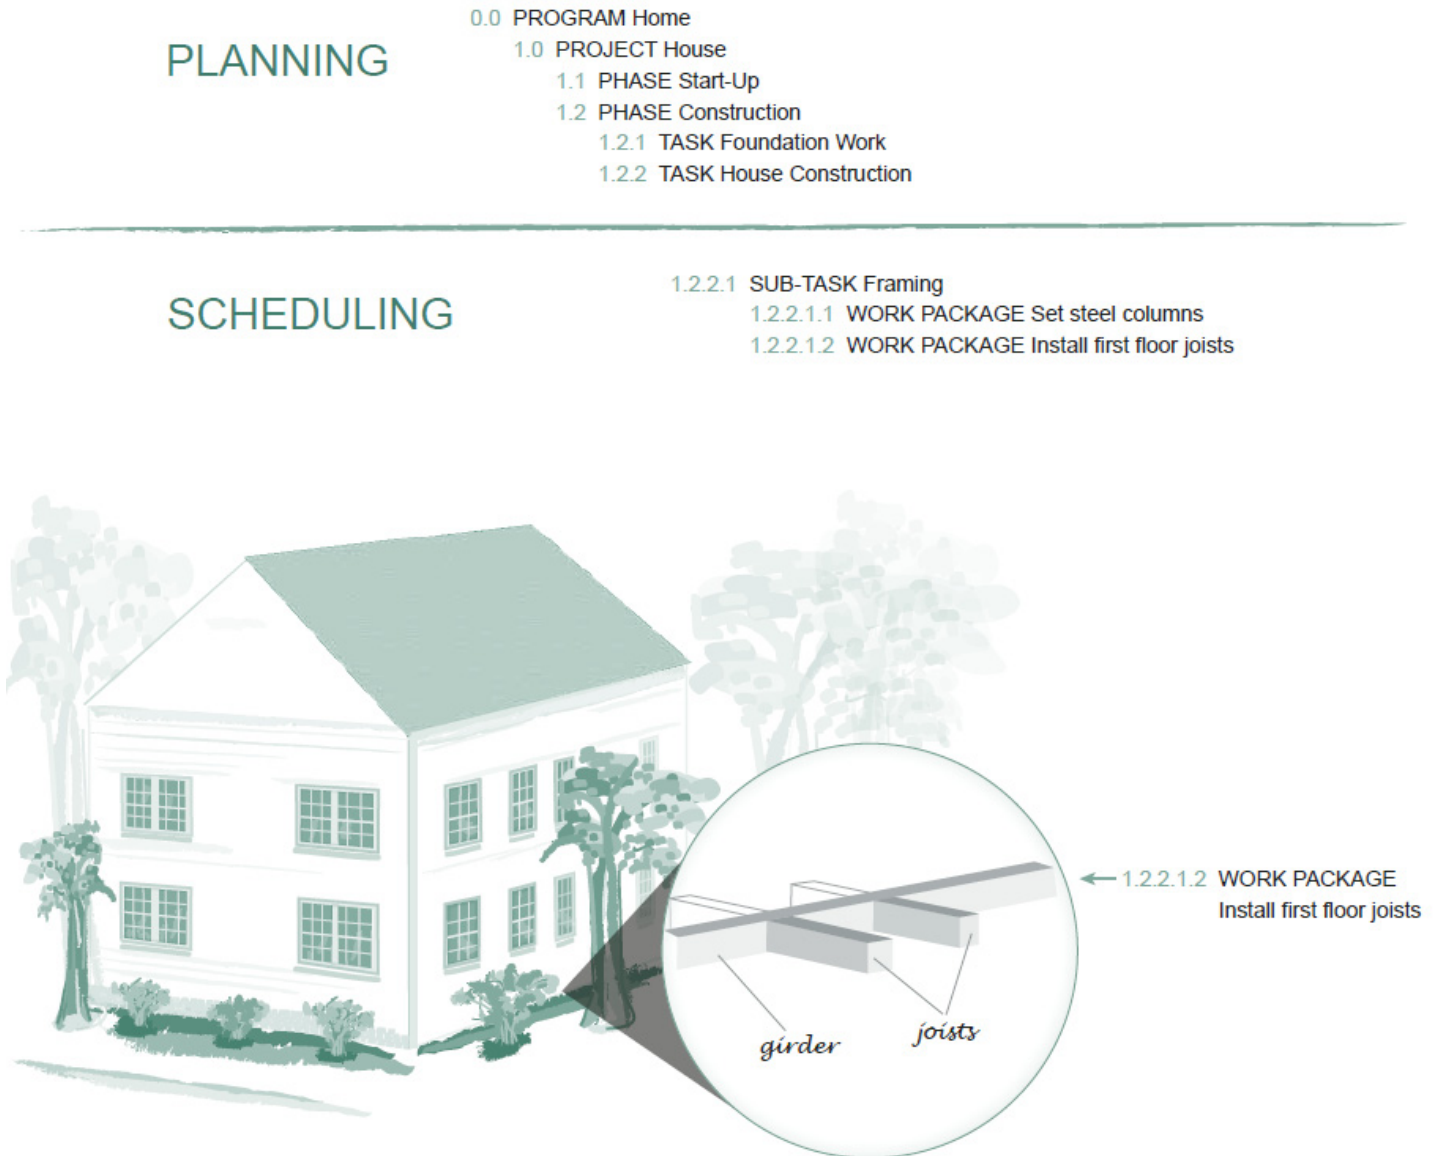 0.0 PROGRAM Home
PLANNING
1.0 PROJECT House
1.1 PHASE Start-Up
1.2 PHASE Construction
1.2.1 TASK Foundation Work
1.2.2 TASK House Construction
SCHEDULING
1.2.2.1 SUB-TASK Framing
1.2.2.1.1 WORK PACKAGE Set steel columns
1.2.2.1.2 WORK PACKAGE Install first floor joists
1.2.2.1.2 WORK PACKAGE
Install first floor joists
girder
joists